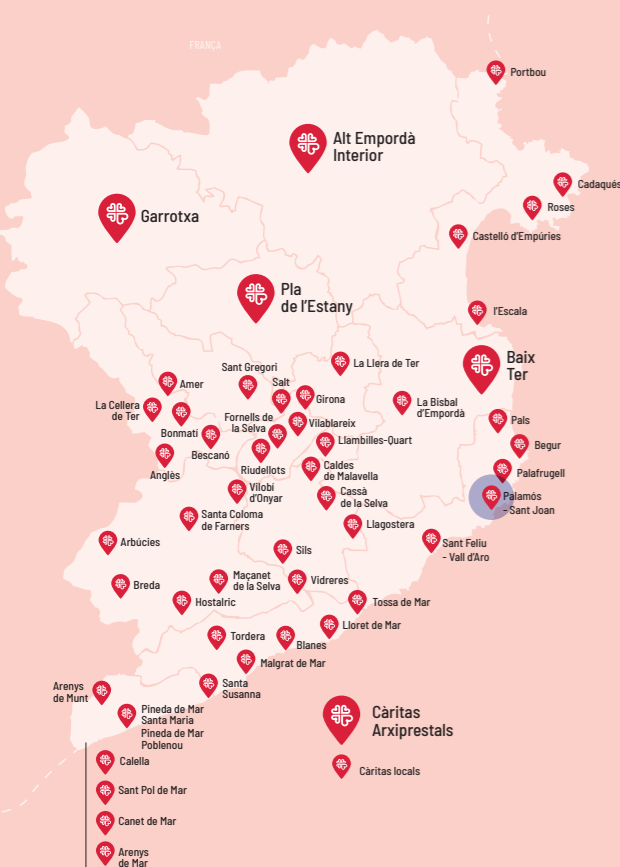 FRANÇA
Portbou
Alt Empordà
Interior
Cadaqués
Roses
Garrotxa
Castelló d'Empúries
Pla
de l'Estany
l'Escala
Baix
Ter
La Llera de Ter
Sant Gregori
Salt
Amer
Girona
La Cellera
de Ter
La Bisbal
d'Empordà
Fornells de
la Selva
Vilablareix
Pals
Bonmatí
Llambilles-Quart
Begur
Bescanó
Anglès
Riudellots
Caldes
de Malavella
Palafrugell
Vilobí
d'Onyar
Cassà
de la Selva
Palamós
- Sant Joan
Santa Coloma
de Farners
Llagostera
Arbúcies
Sils
Sant Feliu
- Vall d'Aro
Breda
Maçanet
de la Selva
Vidreres
Hostalric
Tossa de Mar
Lloret de Mar
Tordera
Blanes
Malgrat de Mar
Arenys
de Munt
Santa
Susanna
Pineda de Mar
Santa Maria
Pineda de Mar
Poblenou
Càritas
Arxiprestals
Calella
Càritas locals
Sant Pol de Mar
Canet de Mar
Arenys
de Mar